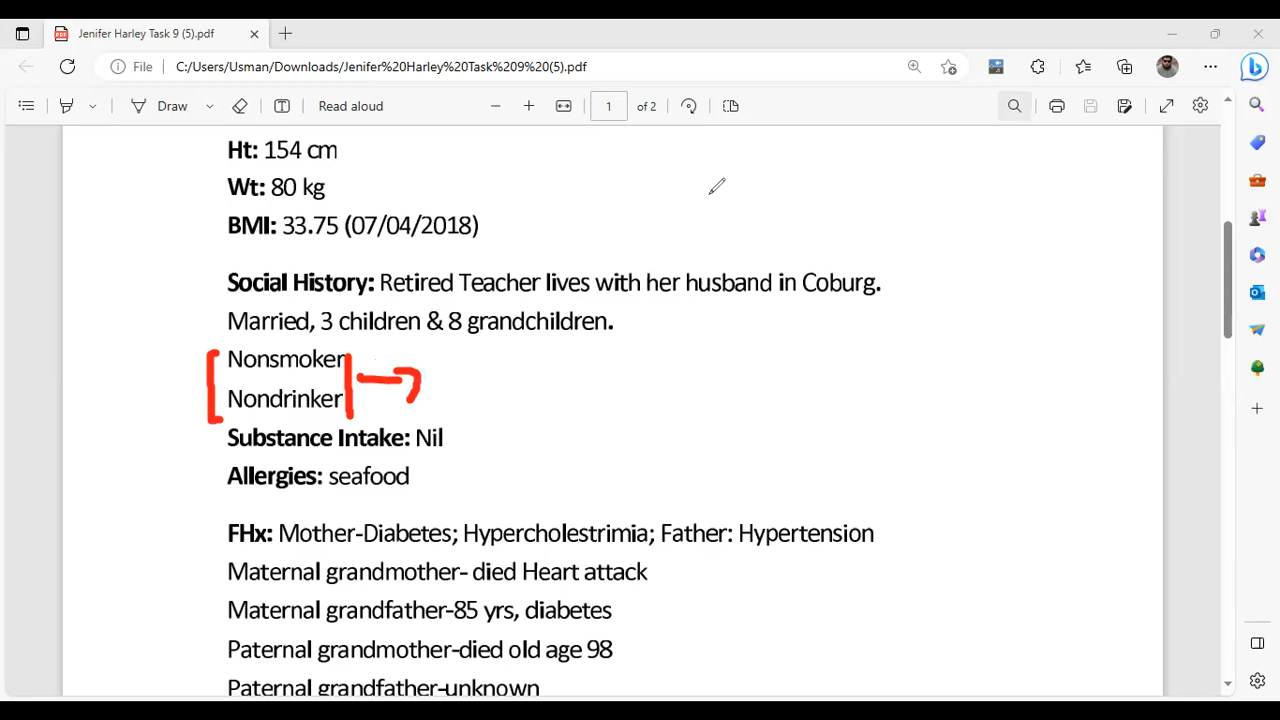 Jenifer Harley Task 9 (5).pdf
File C:/Users/Usman/Downloads/Jenifer%20Harley%20Task%209%20(5).pdf
Draw Read aloud 1 of 2
Ht: 154 cm
Wt: 80 kg
BMI: 33.75 (07/04/2018)
Social History: Retired Teacher lives with her husband in Coburg.
Married, 3 children & 8 grandchildren.
Nonsmoker
Nondrinker
Substance Intake: Nil
Allergies: seafood
FHx: Mother-Diabetes; Hypercholestrimia; Father: Hypertension
Maternal grandmother- died Heart attack
Maternal grandfather-85 yrs, diabetes
Paternal grandmother-died old age 98
Paternal grandfather-unknown